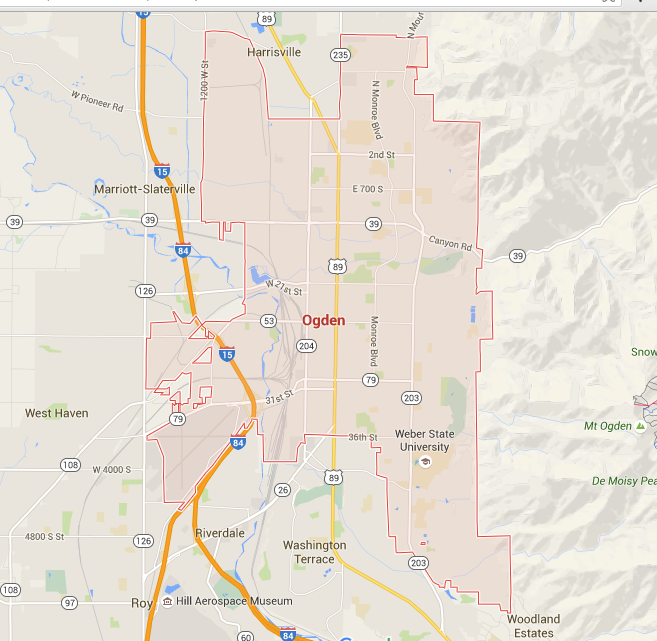 15
89
N Mou
Harrisville
235
1200 W St
W Pioneer Rd
N Monroe Blvd
2nd St
15
Marriott-Slaterville
E 700 S
39
39
39
Canyon Rd
84
39
89
126
W 21st St
53
Ogden
Monroe Blvd
204
15
Snow
79
203
31st St
West Haven
79
Mt Ogden
84
36th St
Weber State
University
108
W 4000 S
89
De Moisy Pea
26
4800 S St
126
Riverdale
Washington
Terrace
203
108
97
Roy
Hill Aerospace Museum
Woodland
Estates
60
84